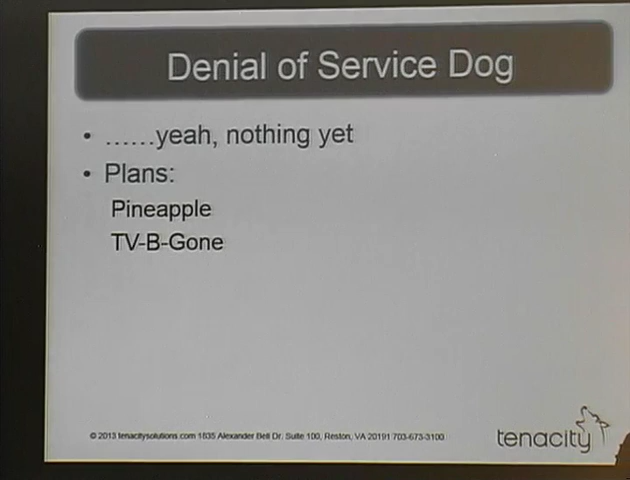 Denial of Service Dog
• ......yeah, nothing yet
• Plans:
Pineapple
TV-B-Gone
© 2013 tenacitysolutions.com 1835 Alexander Bell Dr. Suite 100, Reston, VA 20191 703-673-3100
tenacity